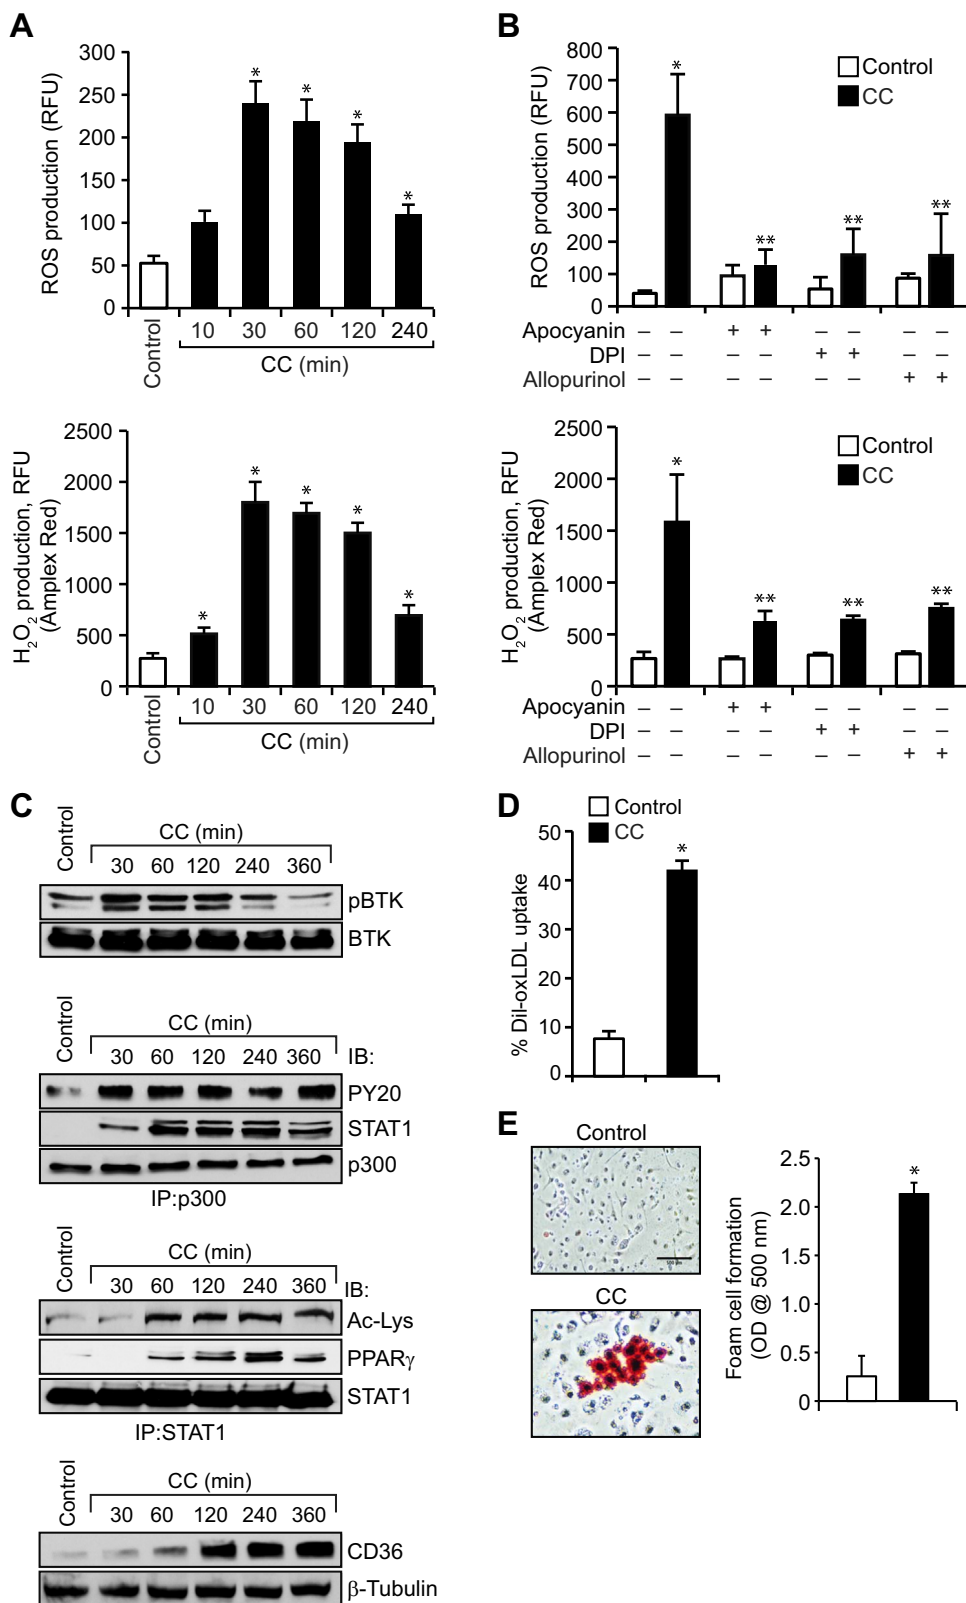 A
ROS production (RFU)
300
250
200
150
100
50
0
* * * * *
Control
10 30 60 120 240
CC (min)
H2O2 production, RFU
(Amplex Red)
2500
2000
1500
1000
500
0
* * * * *
Control
10 30 60 120 240
CC (min)
B
ROS production (RFU)
800
700
600
500
400
300
200
100
0
Control
CC
* ** ** **
Apocyanin – – + + – – – –
DPI – – – – + + – –
Allopurinol – – – – – – + +
H2O2 production, RFU
(Amplex Red)
2500
2000
1500
1000
500
0
Control
CC
* ** ** **
Apocyanin – – + + – – – –
DPI – – – – + + – –
Allopurinol – – – – – – + +
C
Control
CC (min)
30 60 120 240 360
pBTK
BTK
Control
CC (min)
30 60 120 240 360 IB:
PY20
STAT1
p300
IP:p300
Control
CC (min)
30 60 120 240 360 IB:
Ac-Lys
PPARγ
STAT1
IP:STAT1
Control
CC (min)
30 60 120 240 360
CD36
β-Tubulin
D
Control
CC
% Dil-oxLDL uptake
50
40
30
20
10
0
*
E
Control
500 µm
CC
Foam cell formation
(OD @ 500 nm)
2.5
2.0
1.5
1.0
0.5
0
*